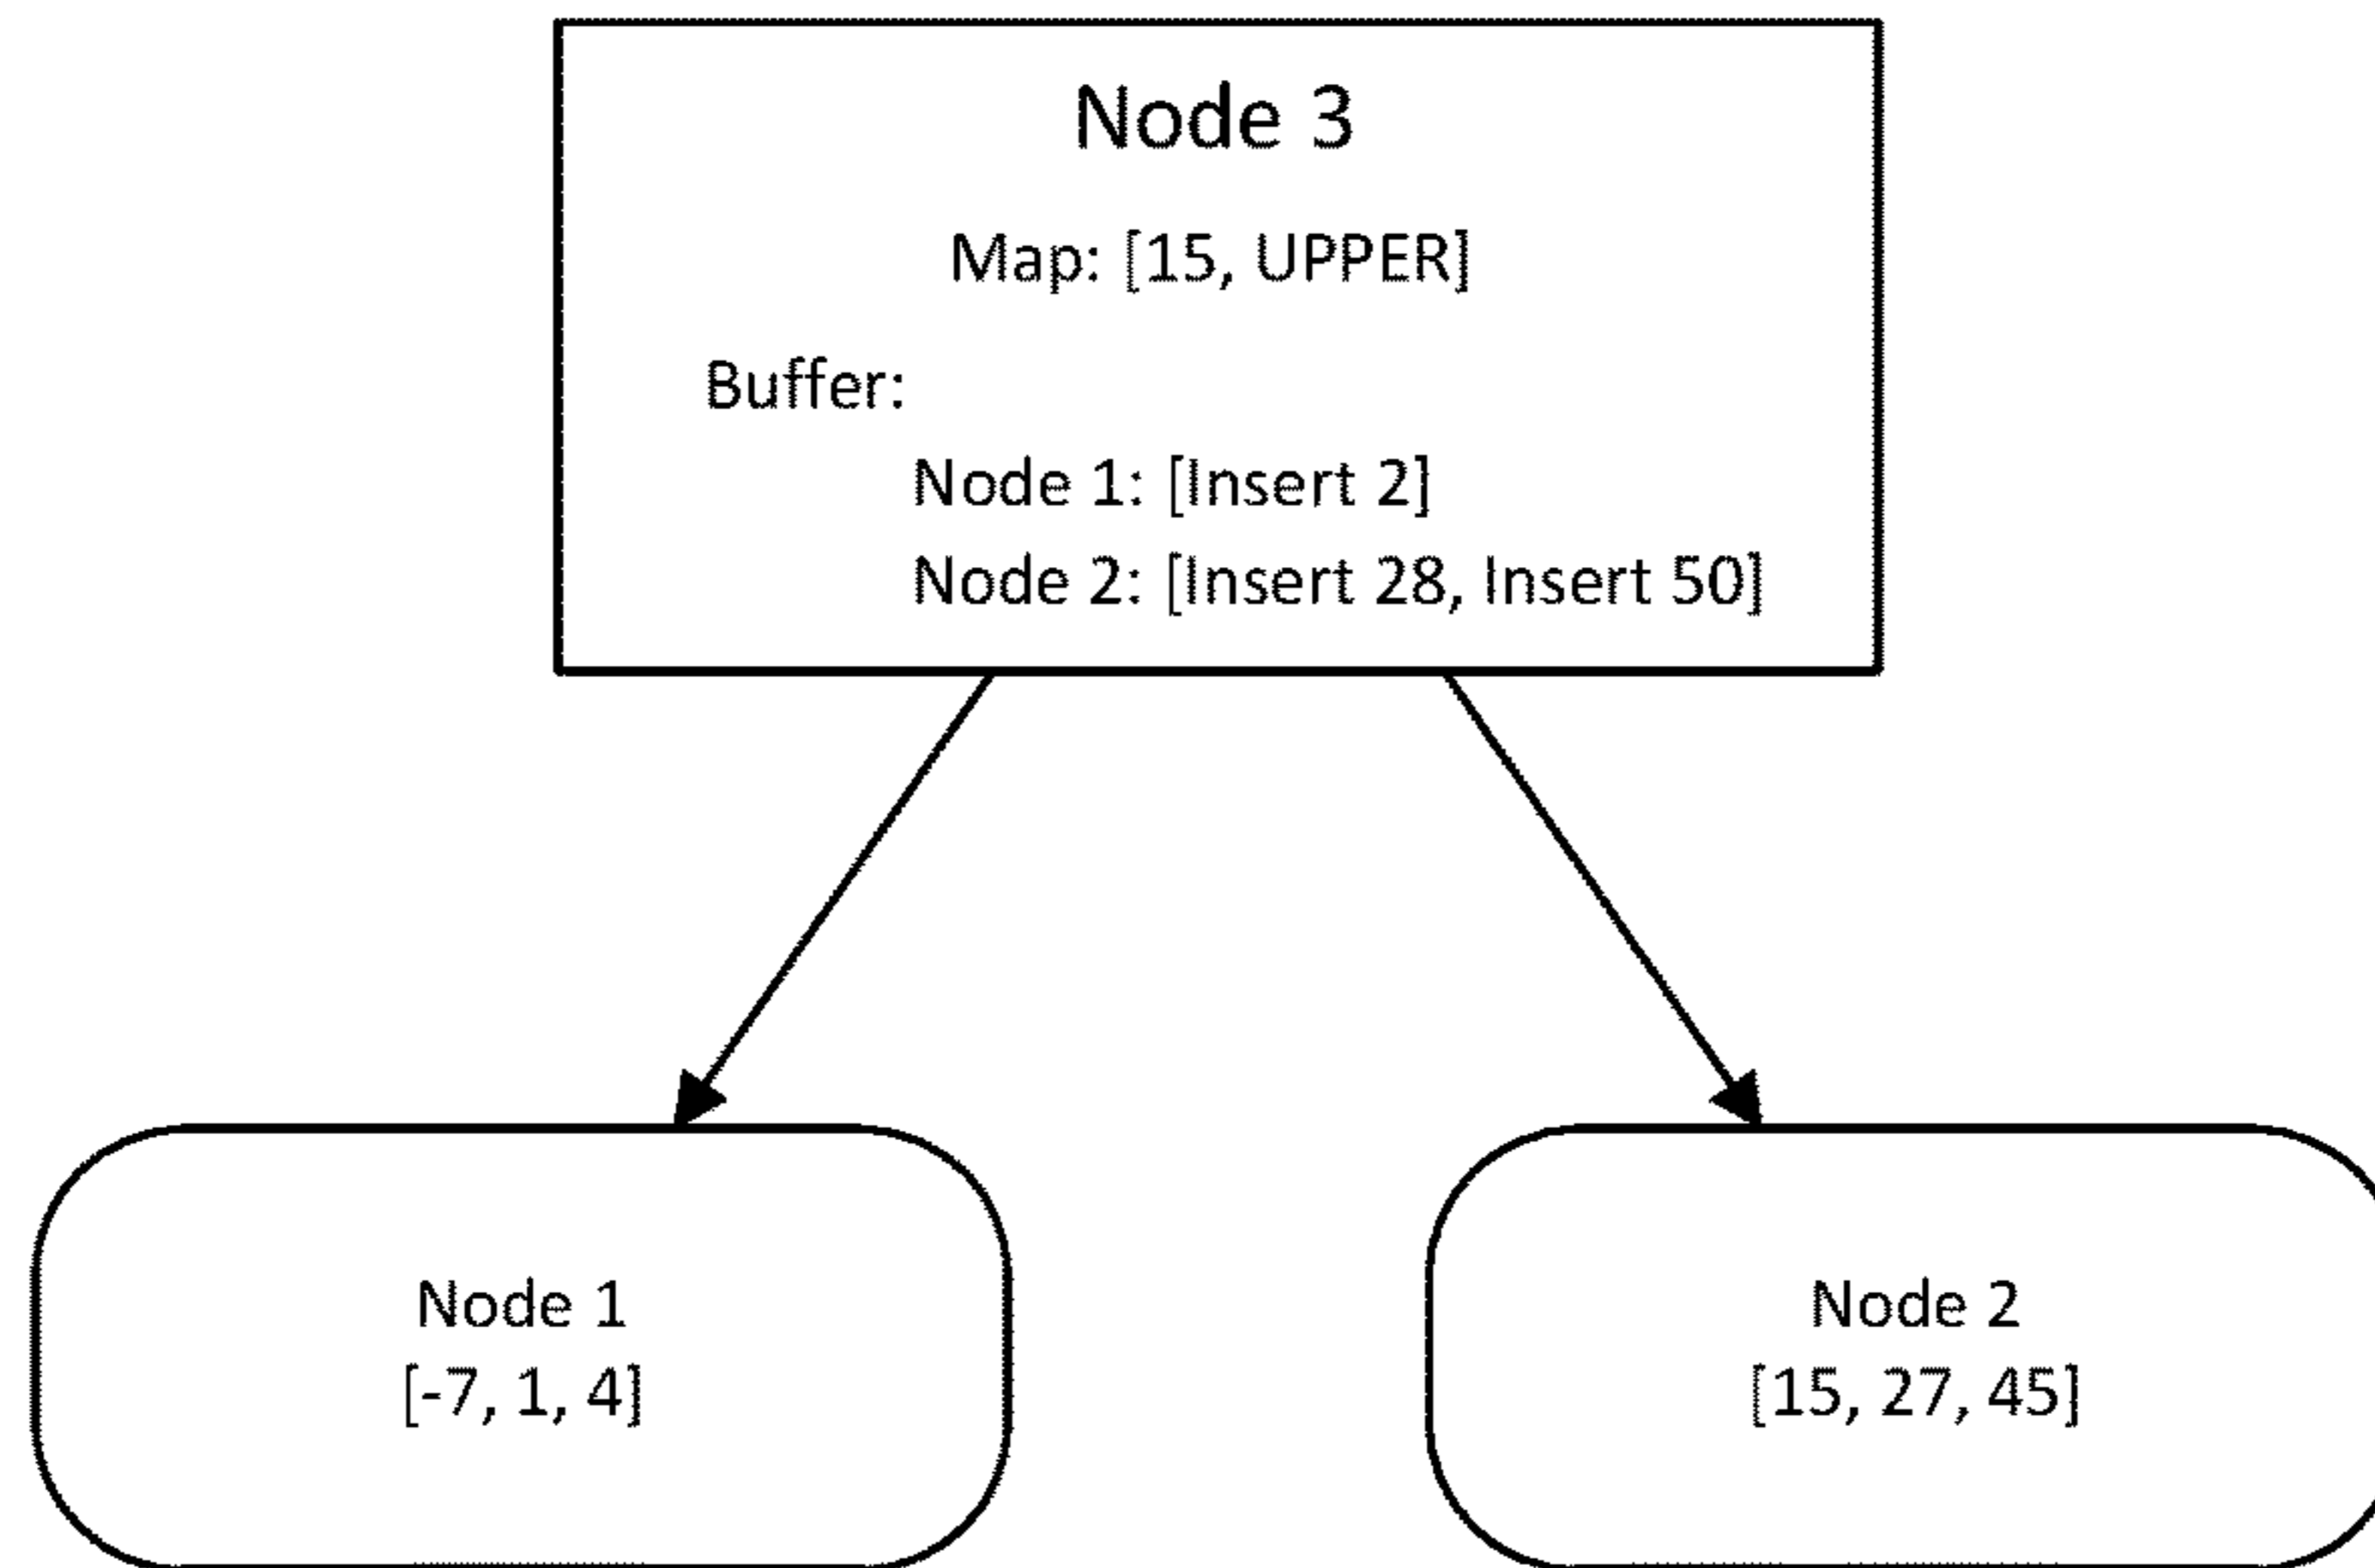 Node 3
Map: [15, UPPER]
Buffer:
Node 1: [Insert 2]
Node 2: [Insert 28, Insert 50]
Node 1
[-7, 1, 4]
Node 2
[15, 27, 45]